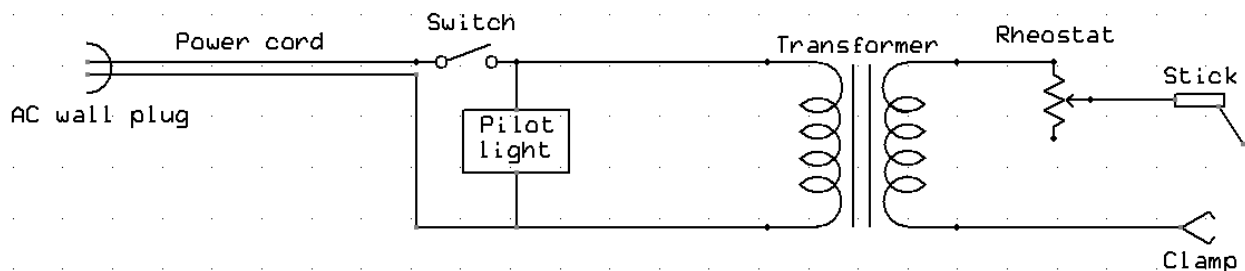 Switch
Power cord
Transformer
Rheostat
Stick
AC wall plug
Pilot
light
Clamp